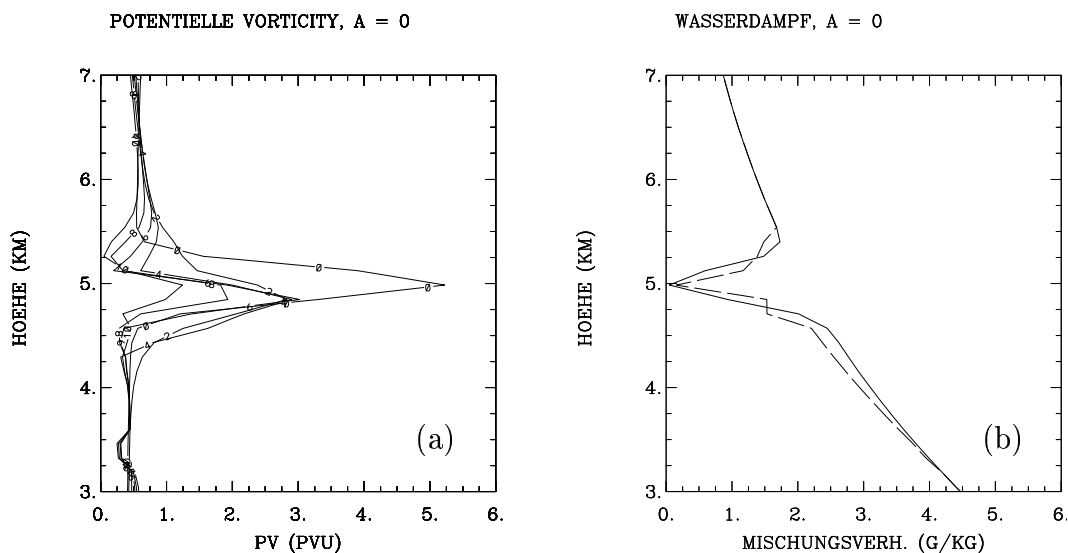 POTENTIELLE VORTICITY, A = 0
7.
6.
5.
4.
3.
HOEHE (KM)
0. 1. 2. 3. 4. 5. 6.
PV (PVU)
(a)
WASSERDAMPF, A = 0
7.
6.
5.
4.
3.
HOEHE (KM)
0. 1. 2. 3. 4. 5. 6.
MISCHUNGSVERH. (G/KG)
(b)